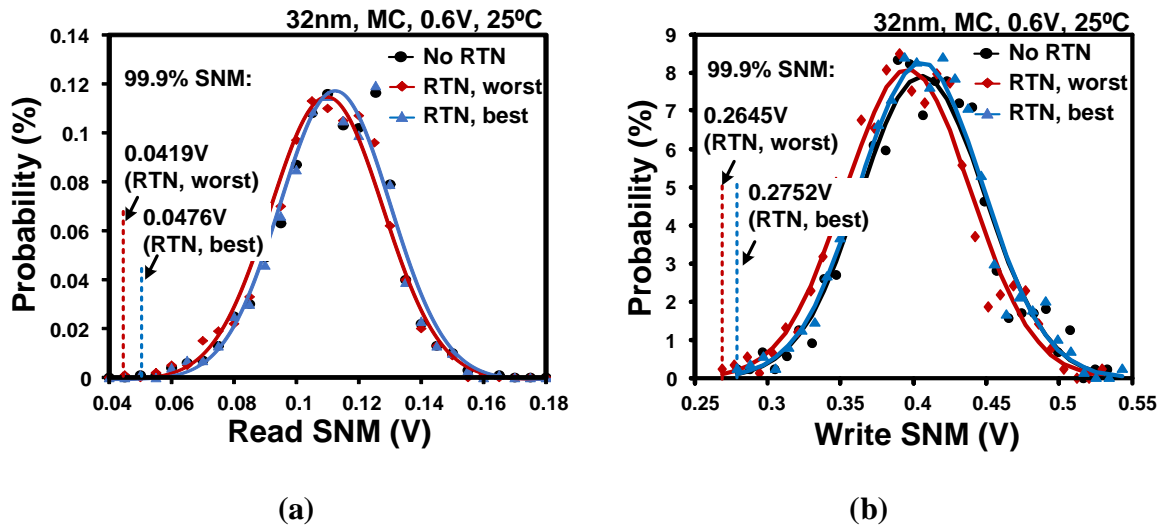 32nm, MC, 0.6V, 25ºC
Probability (%)
0.14
0.12
0.10
0.08
0.06
0.04
0.02
0
99.9% SNM:
0.0419V
(RTN, worst)
0.0476V
(RTN, best)
No RTN
RTN, worst
RTN, best
0.04 0.06 0.08 0.10 0.12 0.14 0.16 0.18
Read SNM (V)
(a)
32nm, MC, 0.6V, 25ºC
Probability (%)
9
8
7
6
5
4
3
2
1
0
99.9% SNM:
0.2645V
(RTN, worst)
0.2752V
(RTN, best)
No RTN
RTN, worst
RTN, best
0.25 0.3 0.35 0.4 0.45 0.5 0.55
Write SNM (V)
(b)